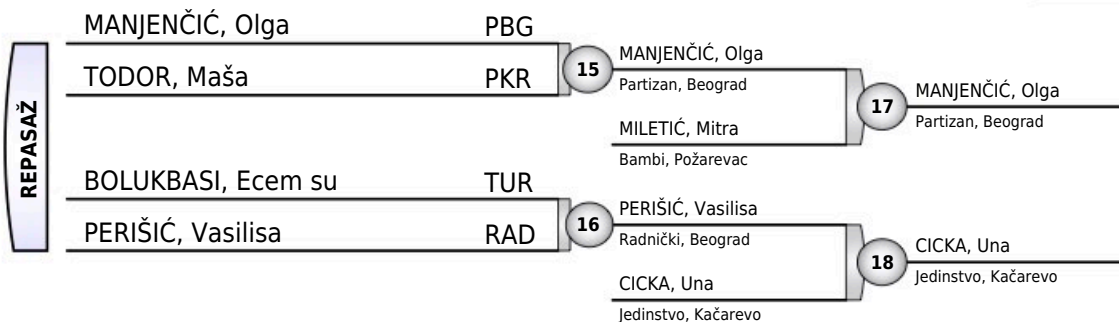 REPASAŽ
MANJENČIĆ, Olga PBG
TODOR, Maša PKR
BOLUKBASI, Ecem su TUR
PERIŠIĆ, Vasilisa RAD
15
MANJENČIĆ, Olga
Partizan, Beograd
MILETIĆ, Mitra
Bambi, Požarevac
16
PERIŠIĆ, Vasilisa
Radnički, Beograd
CICKA, Una
Jedinstvo, Kačarevo
17
MANJENČIĆ, Olga
Partizan, Beograd
18
CICKA, Una
Jedinstvo, Kačarevo